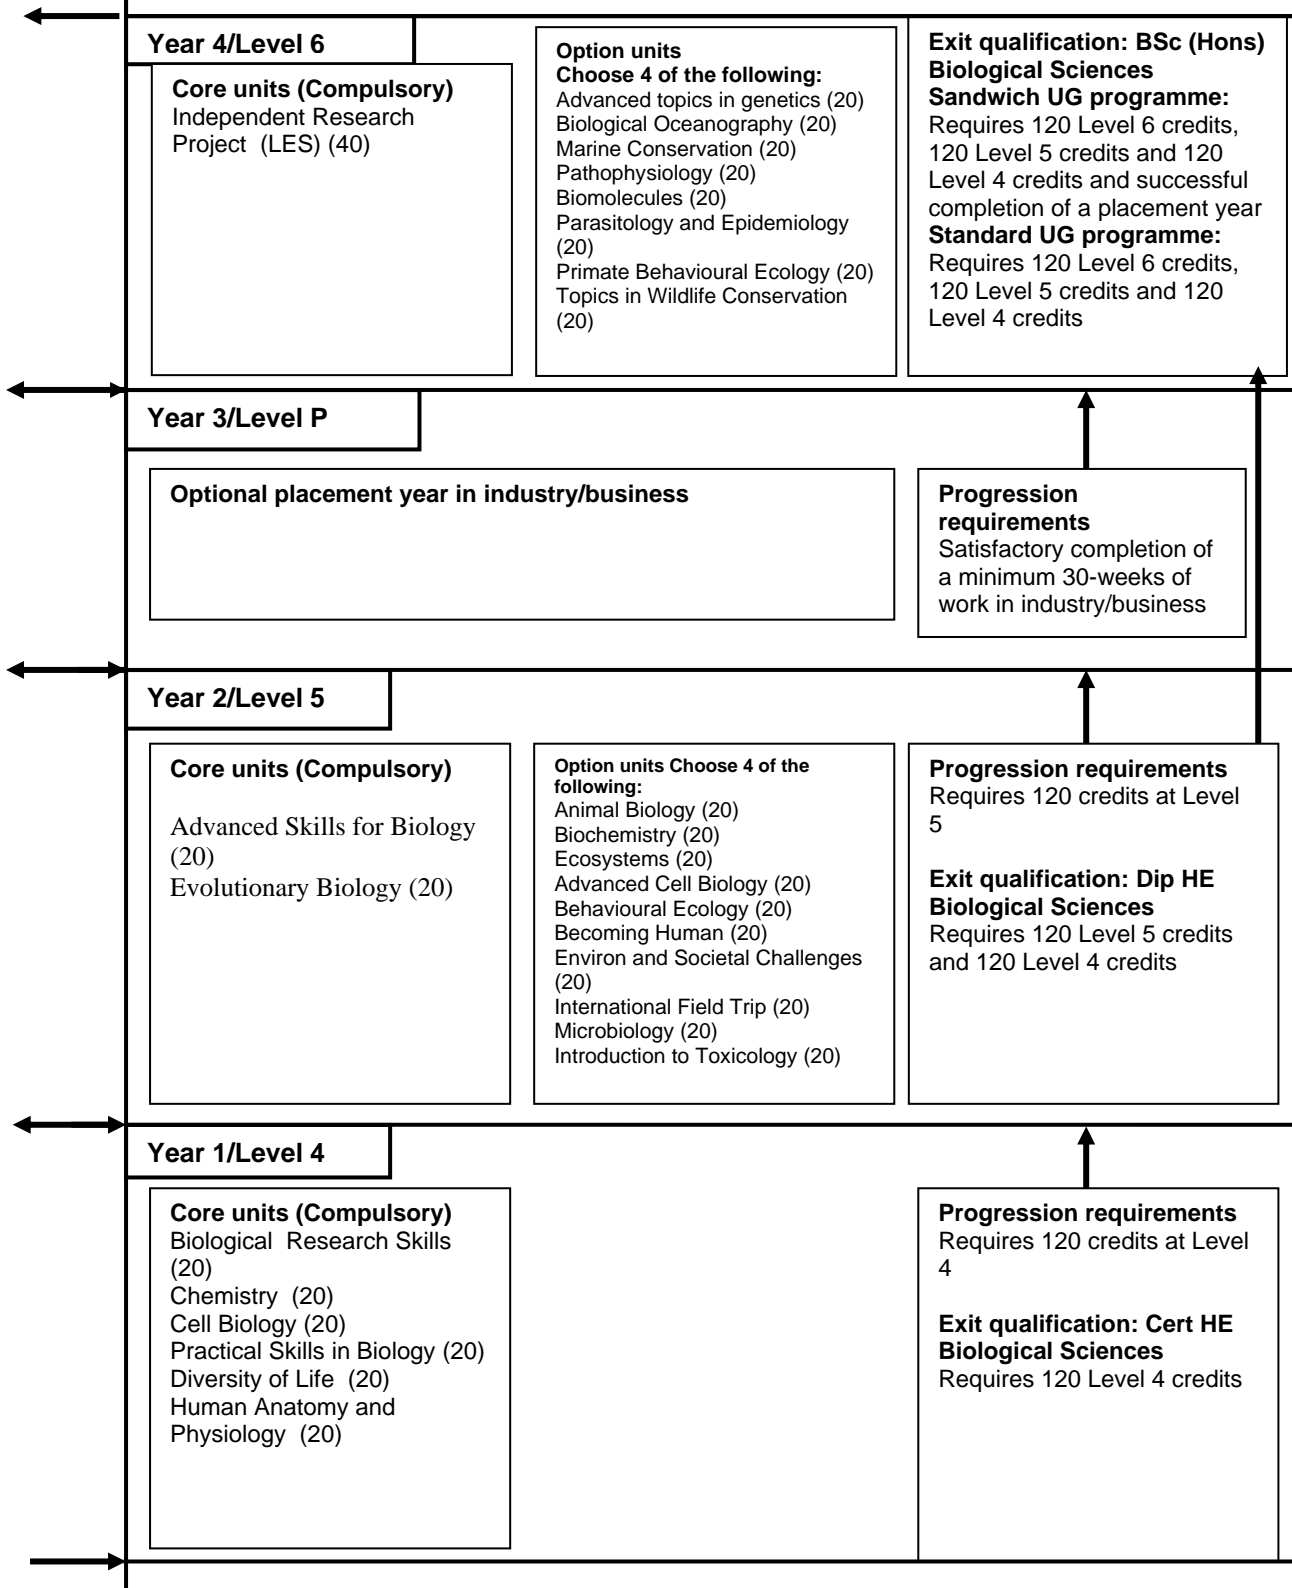 Year 4/Level 6
Core units (Compulsory)
Independent Research
Project (LES) (40)
Option units
Choose 4 of the following:
Advanced topics in genetics (20)
Biological Oceanography (20)
Marine Conservation (20)
Pathophysiology (20)
Biomolecules (20)
Parasitology and Epidemiology
(20)
Primate Behavioural Ecology (20)
Topics in Wildlife Conservation
(20)
Exit qualification: BSc (Hons)
Biological Sciences
Sandwich UG programme:
Requires 120 Level 6 credits,
120 Level 5 credits and 120
Level 4 credits and successful
completion of a placement year
Standard UG programme:
Requires 120 Level 6 credits,
120 Level 5 credits and 120
Level 4 credits
Year 3/Level P
Optional placement year in industry/business
Progression
requirements
Satisfactory completion of
a minimum 30-weeks of
work in industry/business
Year 2/Level 5
Core units (Compulsory)
Advanced Skills for Biology
(20)
Evolutionary Biology (20)
Option units Choose 4 of the
following:
Animal Biology (20)
Biochemistry (20)
Ecosystems (20)
Advanced Cell Biology (20)
Behavioural Ecology (20)
Becoming Human (20)
Environ and Societal Challenges
(20)
International Field Trip (20)
Microbiology (20)
Introduction to Toxicology (20)
Progression requirements
Requires 120 credits at Level
5
Exit qualification: Dip HE
Biological Sciences
Requires 120 Level 5 credits
and 120 Level 4 credits
Year 1/Level 4
Core units (Compulsory)
Biological Research Skills
(20)
Chemistry (20)
Cell Biology (20)
Practical Skills in Biology (20)
Diversity of Life (20)
Human Anatomy and
Physiology (20)
Progression requirements
Requires 120 credits at Level
4
Exit qualification: Cert HE
Biological Sciences
Requires 120 Level 4 credits